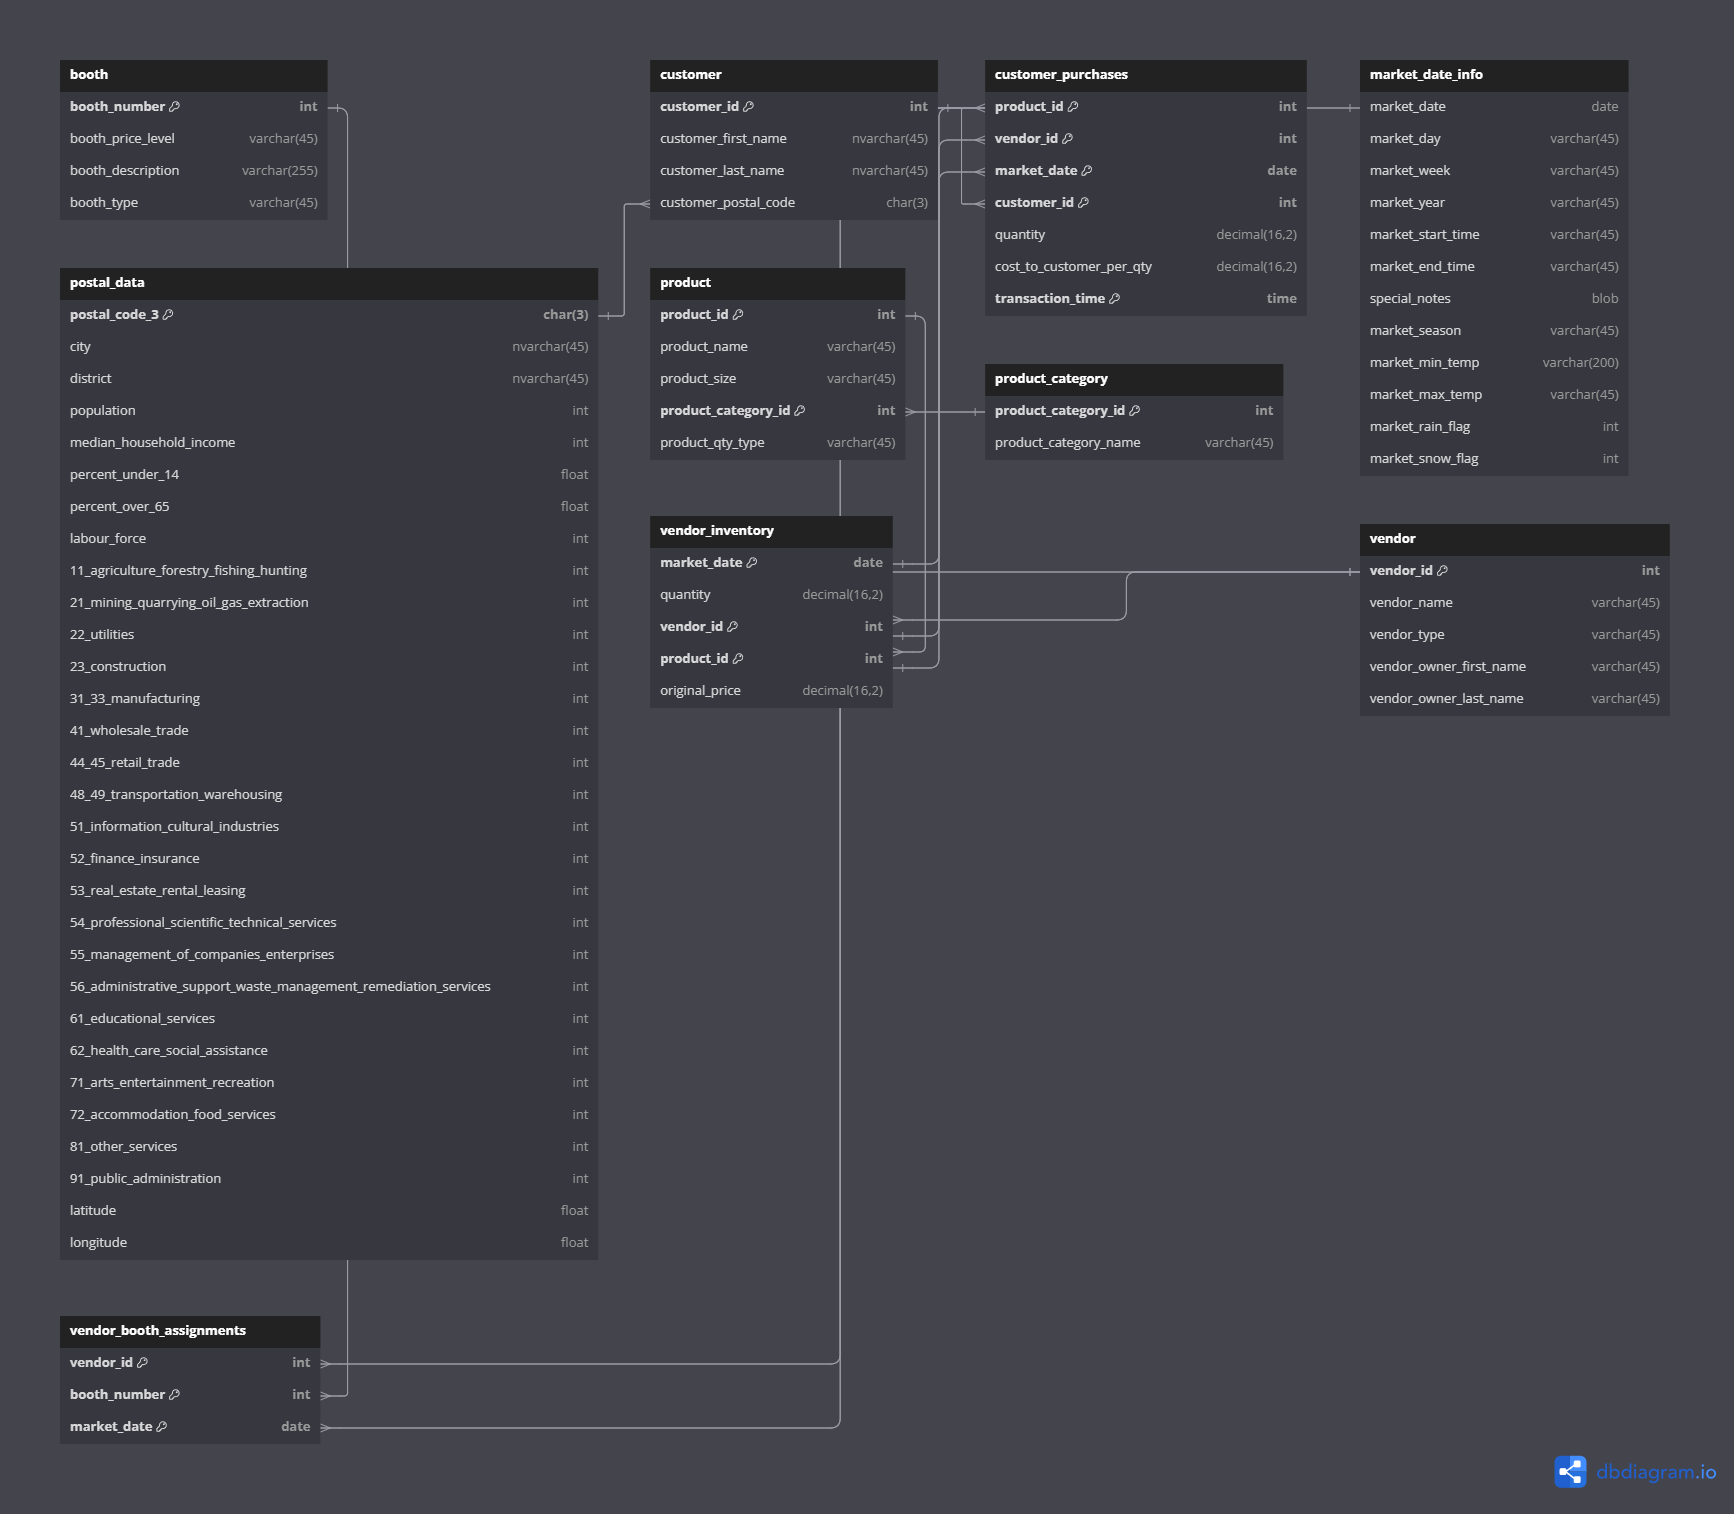 booth
booth_number int
booth_price_level varchar(45)
booth_description varchar(255)
booth_type varchar(45)
customer
customer_id int
customer_first_name nvarchar(45)
customer_last_name nvarchar(45)
customer_postal_code char(3)
customer_purchases
product_id int
vendor_id int
market_date date
customer_id int
quantity decimal(16,2)
cost_to_customer_per_qty decimal(16,2)
transaction_time time
market_date_info
market_date date
market_day varchar(45)
market_week varchar(45)
market_year varchar(45)
market_start_time varchar(45)
market_end_time varchar(45)
special_notes blob
market_season varchar(45)
market_min_temp varchar(200)
market_max_temp varchar(45)
market_rain_flag int
market_snow_flag int
postal_data
postal_code_3 char(3)
city nvarchar(45)
district nvarchar(45)
population int
median_household_income int
percent_under_14 float
percent_over_65 float
labour_force int
11_agriculture_forestry_fishing_hunting int
21_mining_quarrying_oil_gas_extraction int
22_utilities int
23_construction int
31_33_manufacturing int
41_wholesale_trade int
44_45_retail_trade int
48_49_transportation_warehousing int
51_information_cultural_industries int
52_finance_insurance int
53_real_estate_rental_leasing int
54_professional_scientific_technical_services int
55_management_of_companies_enterprises int
56_administrative_support_waste_management_remediation_services int
61_educational_services int
62_health_care_social_assistance int
71_arts_entertainment_recreation int
72_accommodation_food_services int
81_other_services int
91_public_administration int
latitude float
longitude float
product
product_id int
product_name varchar(45)
product_size varchar(45)
product_category_id int
product_qty_type varchar(45)
product_category
product_category_id int
product_category_name varchar(45)
vendor_inventory
market_date date
quantity decimal(16,2)
vendor_id int
product_id int
original_price decimal(16,2)
vendor
vendor_id int
vendor_name varchar(45)
vendor_type varchar(45)
vendor_owner_first_name varchar(45)
vendor_owner_last_name varchar(45)
vendor_booth_assignments
vendor_id int
booth_number int
market_date date
dbdiagram.io